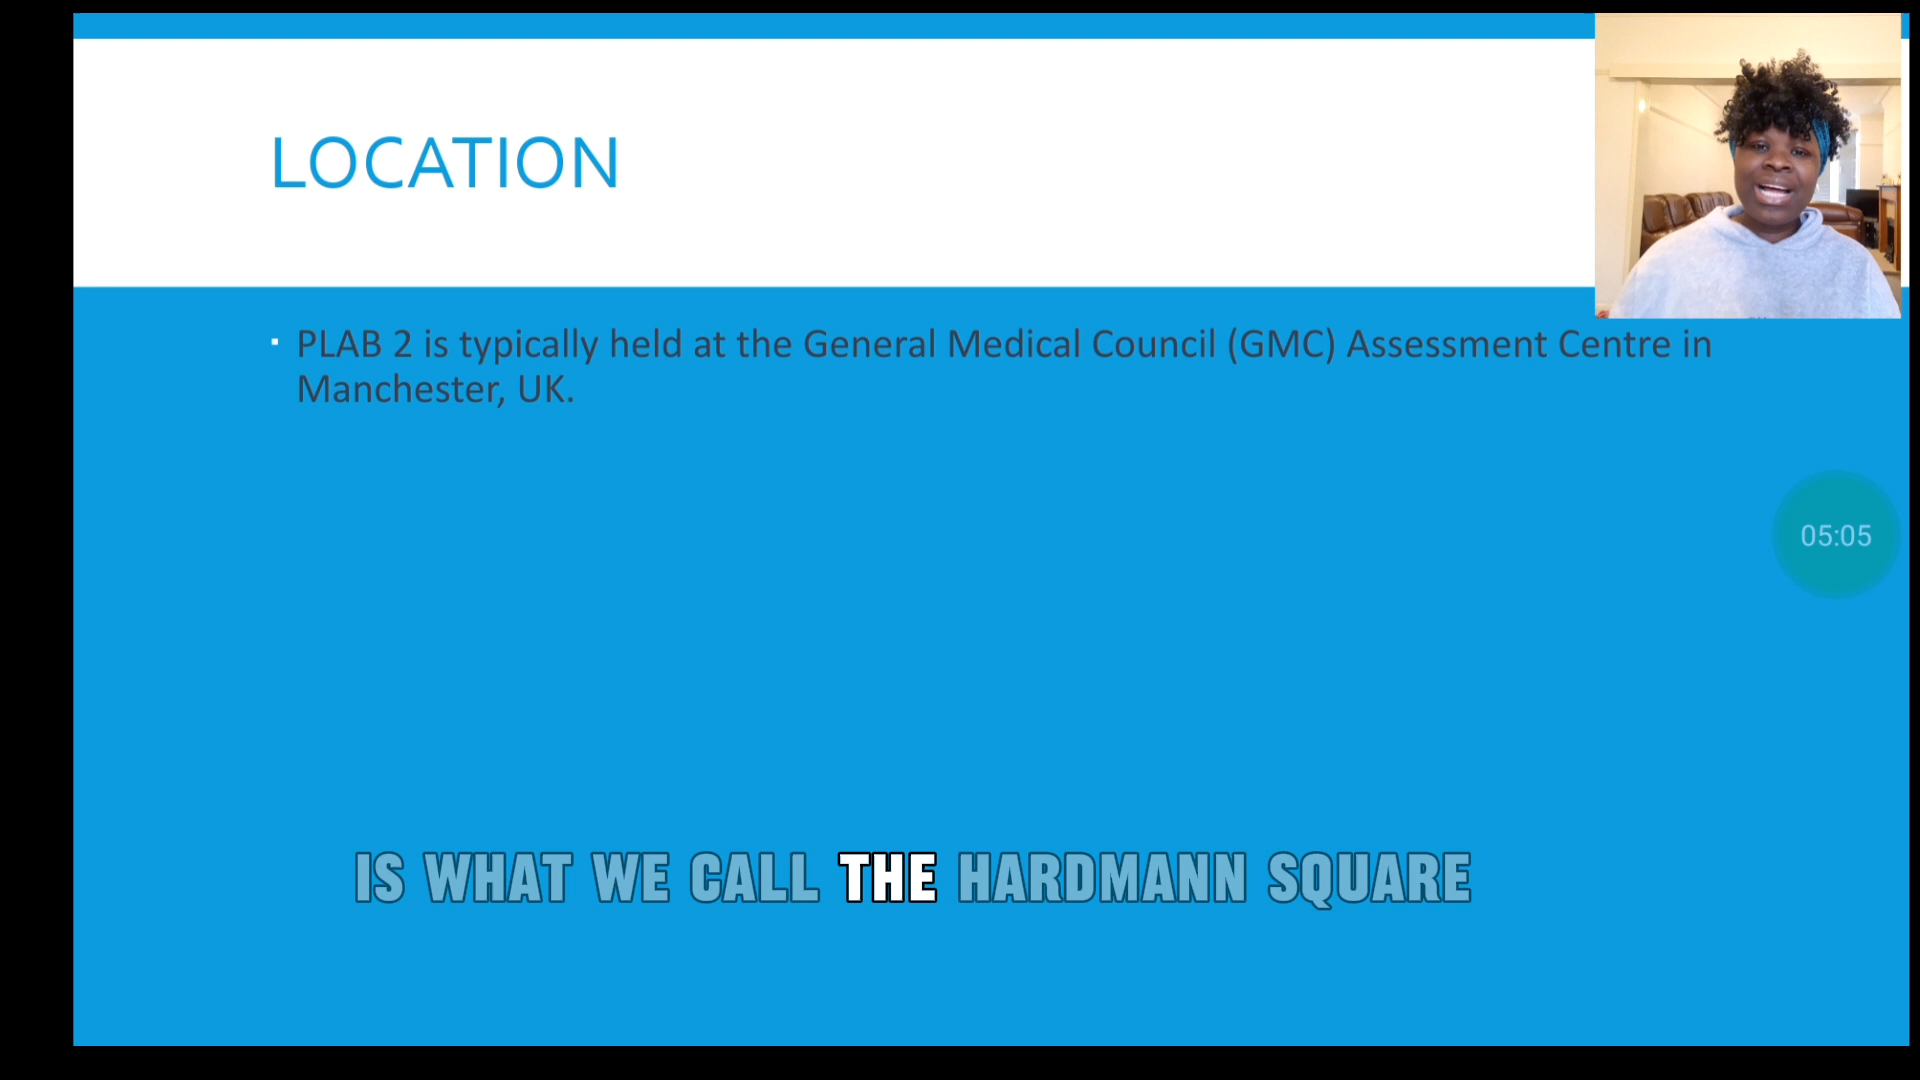 LOCATION
▪ PLAB 2 is typically held at the General Medical Council (GMC) Assessment Centre in
Manchester, UK.
05:05
IS WHAT WE CALL THE HARDMANN SQUARE